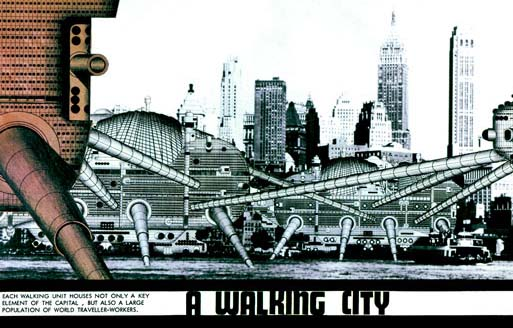 EACH WALKING UNIT HOUSES NOT ONLY A KEY
ELEMENT OF THE CAPITAL , BUT ALSO A LARGE
POPULATION OF WORLD TRAVELLER-WORKERS.
A WALKING CITY